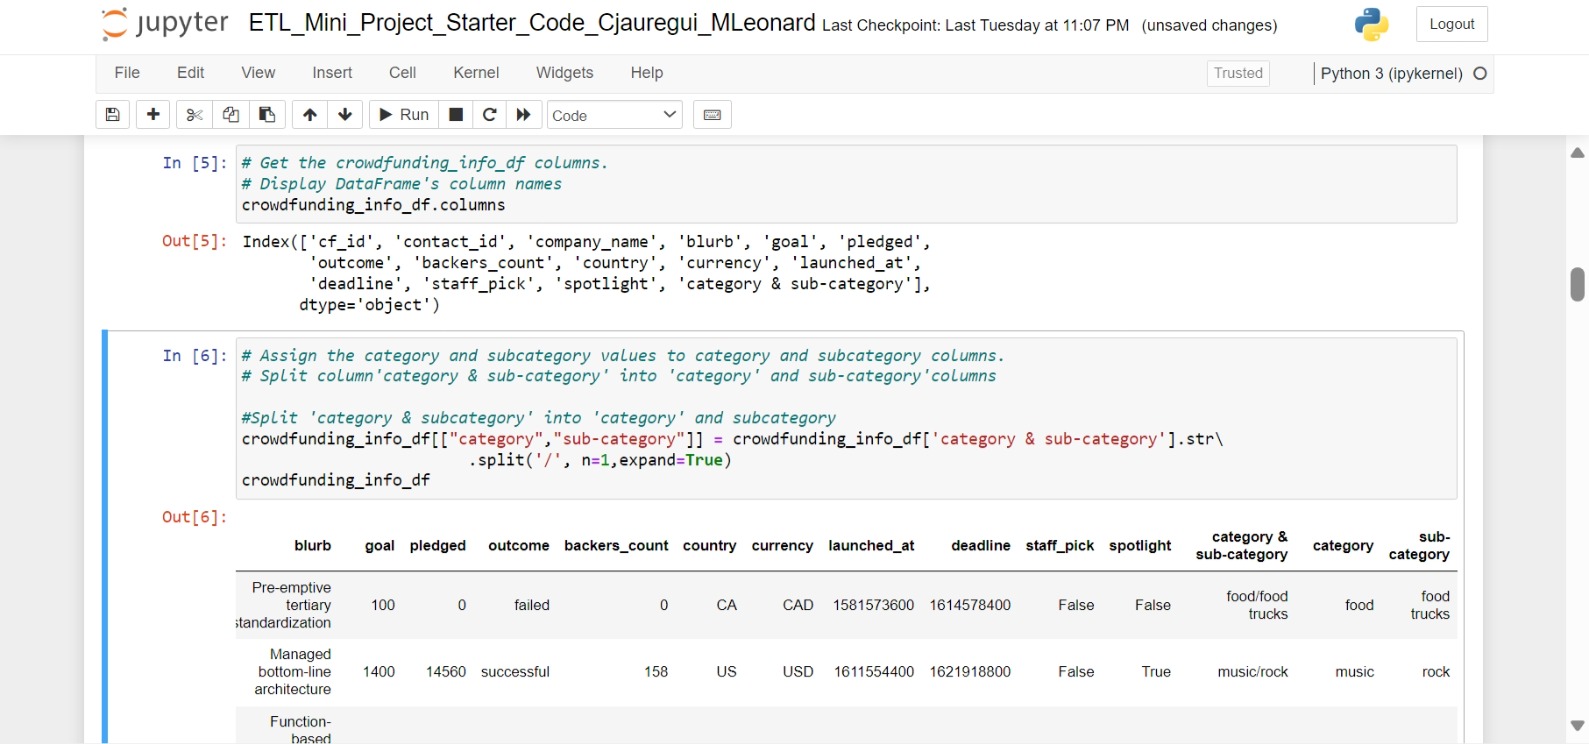 jupyter ETL_Mini_Project_Starter_Code_Cjauregui_MLeonard Last Checkpoint: Last Tuesday at 11:07 PM (unsaved changes) Logout
File Edit View Insert Cell Kernel Widgets Help Trusted Python 3 (ipykernel)
Run Code
In [5]: # Get the crowdfunding_info_df columns.
# Display DataFrame's column names
crowdfunding_info_df.columns
Out[5]: Index(['cf_id', 'contact_id', 'company_name', 'blurb', 'goal', 'pledged',
'outcome', 'backers_count', 'country', 'currency', 'launched_at',
'deadline', 'staff_pick', 'spotlight', 'category & sub-category'],
dtype='object')
In [6]: # Assign the category and subcategory values to category and subcategory columns.
# Split column'category & sub-category' into 'category' and sub-category'columns
#Split 'category & subcategory' into 'category' and subcategory
crowdfunding_info_df[["category","sub-category"]] = crowdfunding_info_df['category & sub-category'].str\
.split('/', n=1,expand=True)
crowdfunding_info_df
Out[6]:
blurb goal pledged outcome backers_count country currency launched_at deadline staff_pick spotlight category & sub-category category sub-category
Pre-emptive
tertiary
standardization
100 0 failed 0 CA CAD 1581573600 1614578400 False False food/food trucks food food trucks
Managed
bottom-line
architecture
1400 14560 successful 158 US USD 1611554400 1621918800 False True music/rock music rock
Function-
based